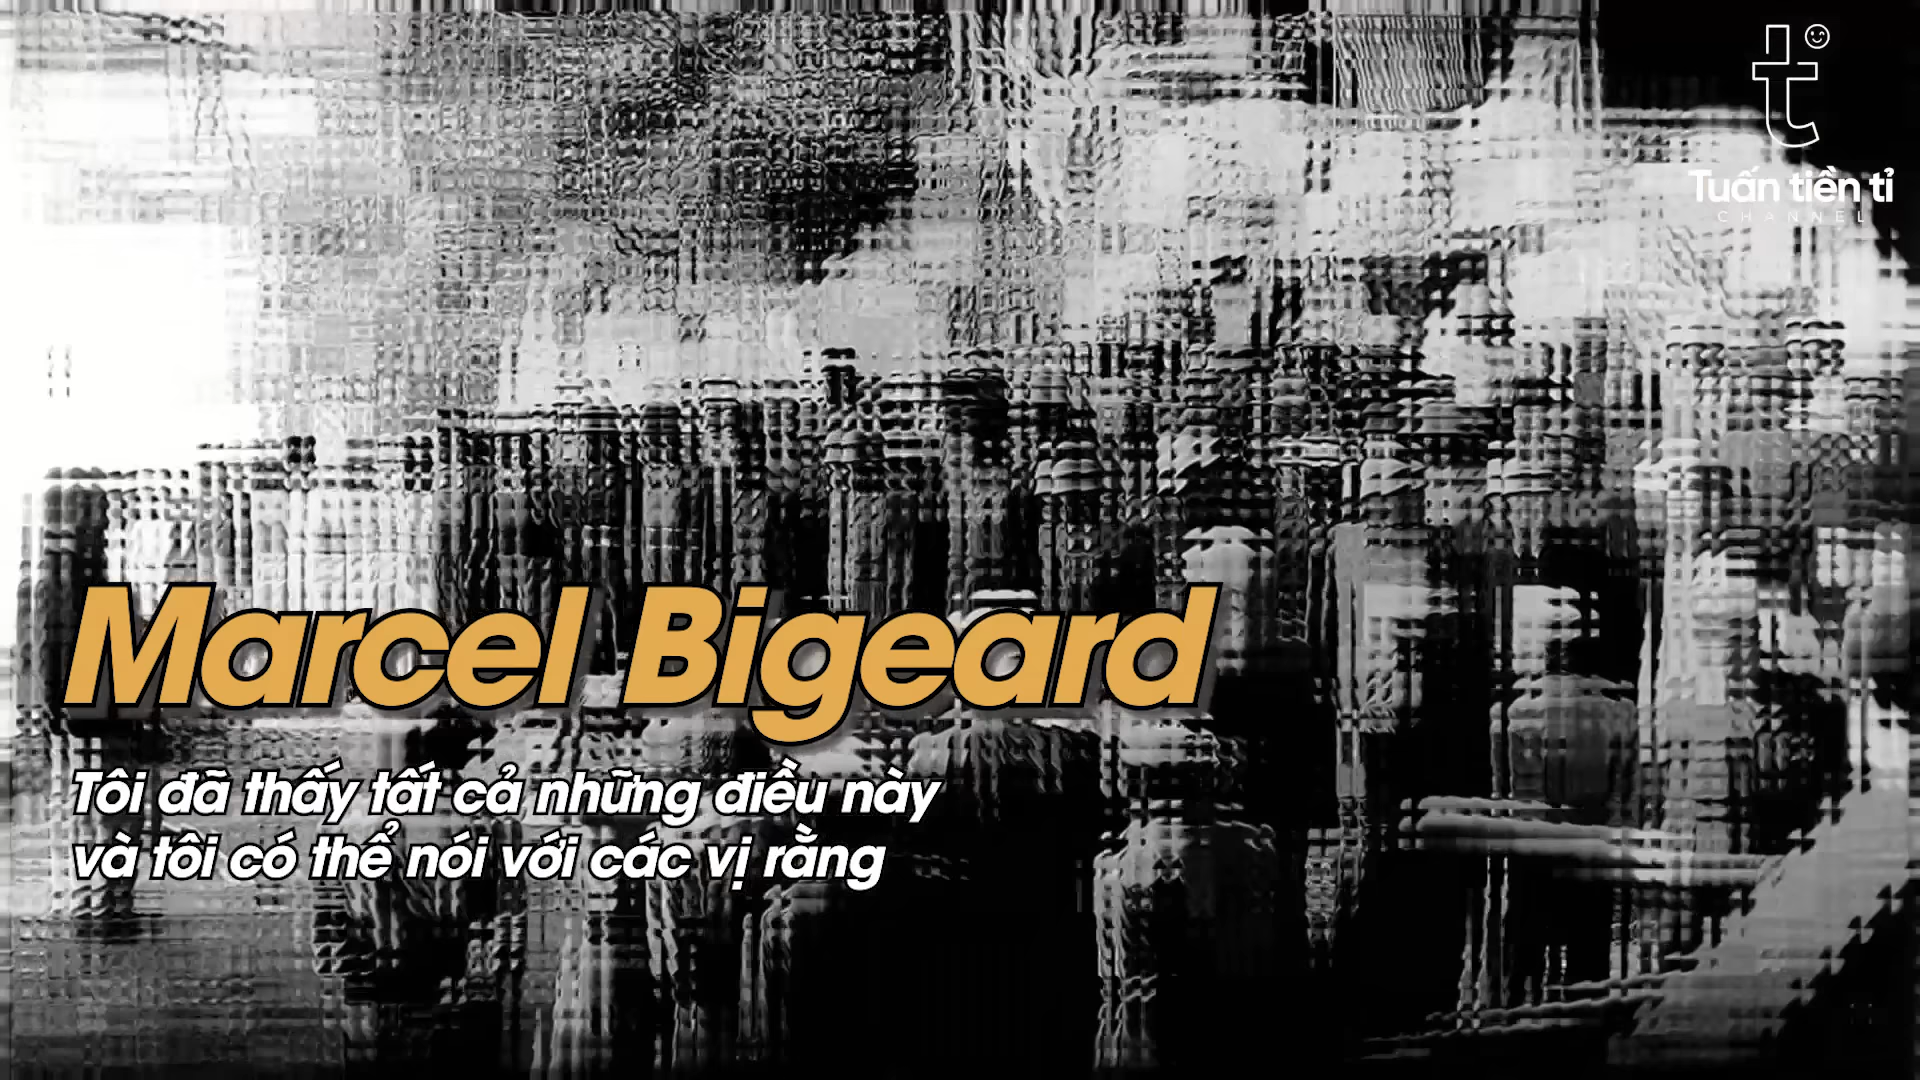 Tuấn tiền tỉ
CHANNEL
Marcel Bigeard
Tôi đã thấy tất cả những điều này
và tôi có thể nói với các vị rằng